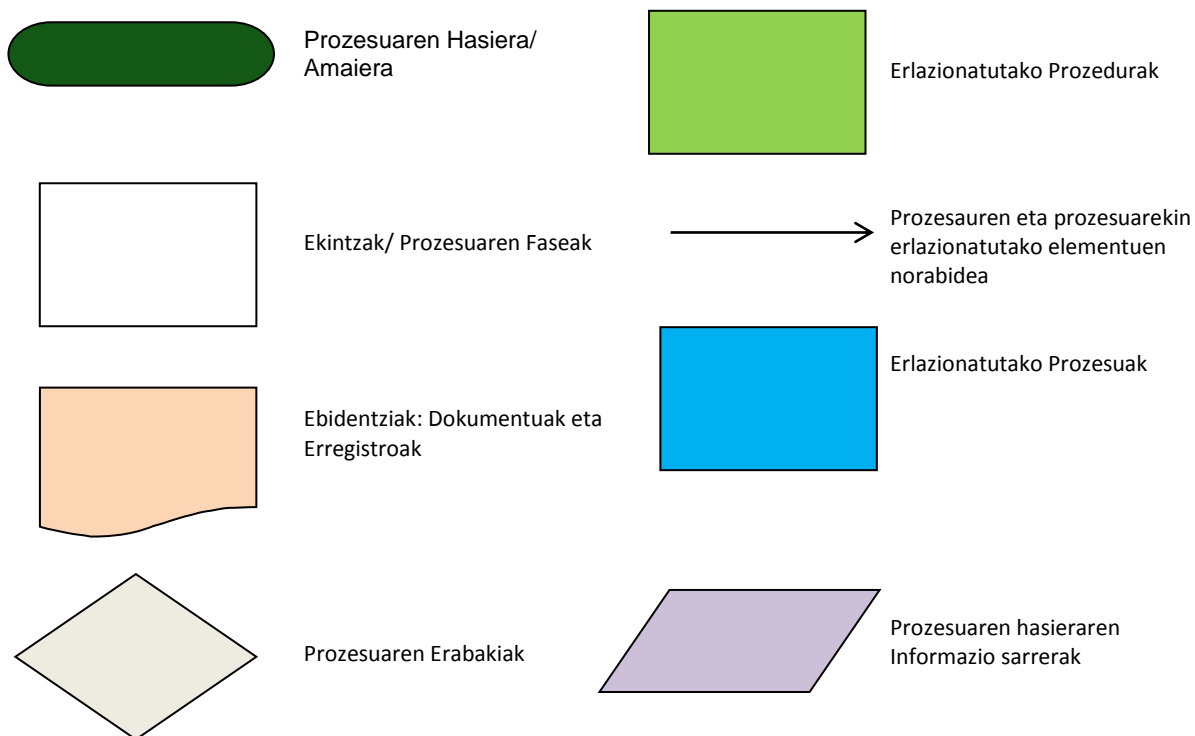 Prozesuaren Hasiera/
Amaiera
Erlazionatutako Prozedurak
Ekintzak/ Prozesuaren Faseak
Prozesauren eta prozesuarekin
erlazionatutako elementuen
norabidea
Ebidentziak: Dokumentuak eta
Erregistroak
Erlazionatutako Prozesuak
Prozesuaren Erabakiak
Prozesuaren hasieraren
Informazio sarrerak